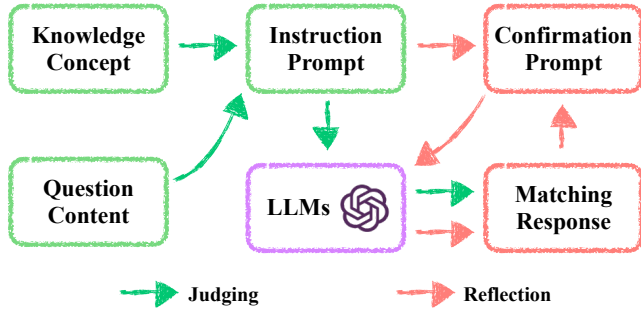 Knowledge
Concept
Instruction
Prompt
Confirmation
Prompt
Question
Content
LLMs
Matching
Response
Judging
Reflection